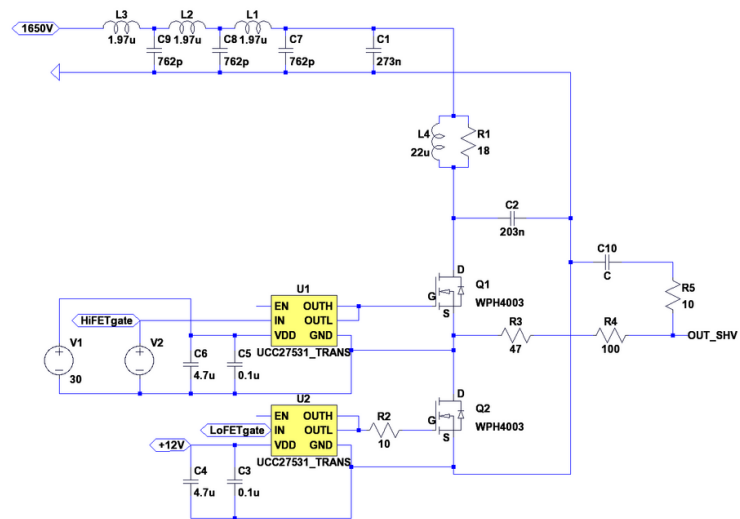 L3
L2
L1
1650V
1.97u
C9
1.97u
C8
1.97u
C7
C1
762p
762p
762p
273n
L4
R1
22u
18
C2
203n
C10
C
U1
D
Q1
G
WPH4003
S
R5
10
HiFETgate
EN
OUTH
IN
OUTL
VDD
GND
UCC27531_TRANS
R3
47
R4
100
OUT_SHV
V1
30
V2
C6
4.7u
C5
0.1u
U2
D
Q2
G
WPH4003
S
R2
10
EN
OUTH
LoFETgate
IN
OUTL
+12V
VDD
GND
UCC27531_TRANS
C4
4.7u
C3
0.1u